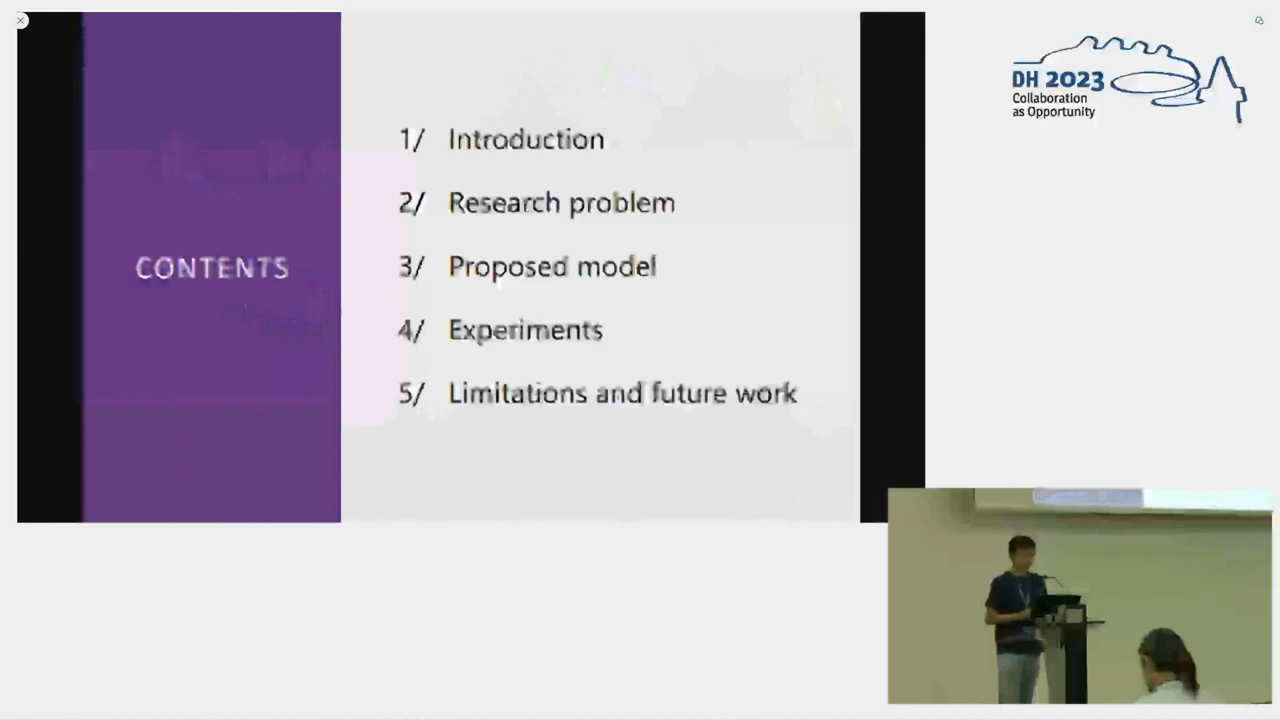 CONTENTS
1/ Introduction
2/ Research problem
3/ Proposed model
4/ Experiments
5/ Limitations and future work
DH 2023
Collaboration
as Opportunity